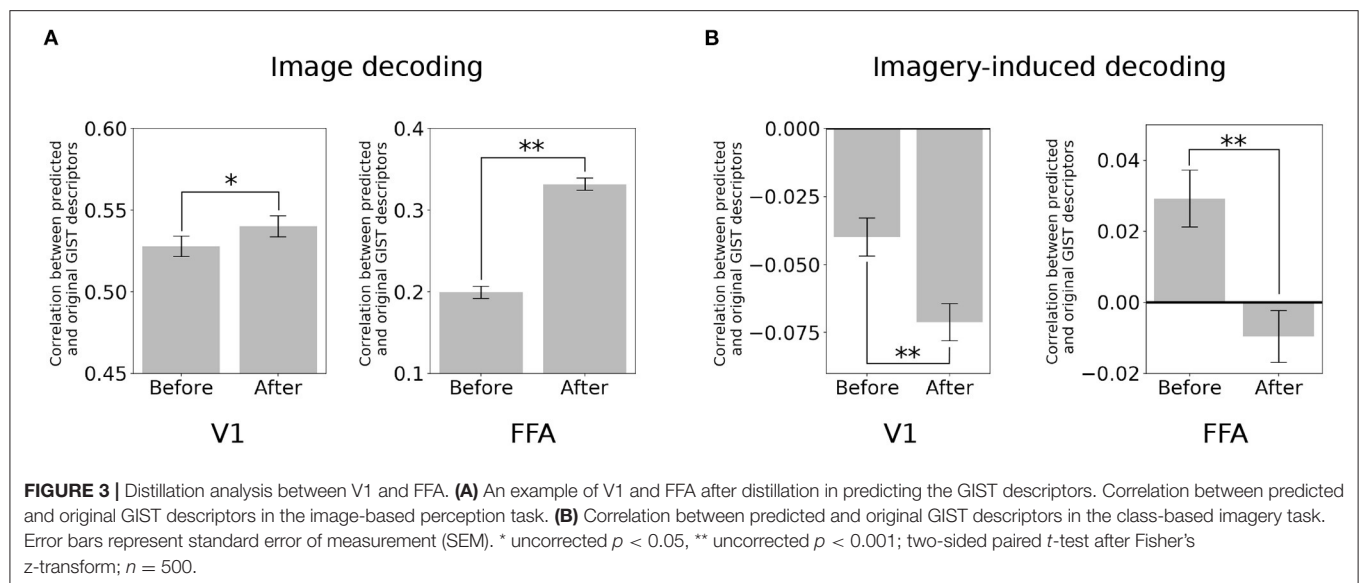 A
B
Image decoding
Imagery-induced decoding
Correlation between predicted
and original GIST descriptors
0.60
0.55
0.50
0.45
*
Before After
V1
Correlation between predicted
and original GIST descriptors
0.4
0.3
0.2
0.1
**
Before After
FFA
Correlation between predicted
and original GIST descriptors
0.000
−0.025
−0.050
−0.075
**
Before After
V1
Correlation between predicted
and original GIST descriptors
0.04
0.02
0.00
−0.02
**
Before After
FFA
FIGURE 3 | Distillation analysis between V1 and FFA. (A) An example of V1 and FFA after distillation in predicting the GIST descriptors. Correlation between predicted
and original GIST descriptors in the image-based perception task. (B) Correlation between predicted and original GIST descriptors in the class-based imagery task.
Error bars represent standard error of measurement (SEM). * uncorrected p < 0.05, ** uncorrected p < 0.001; two-sided paired t-test after Fisher's
z-transform; n = 500.